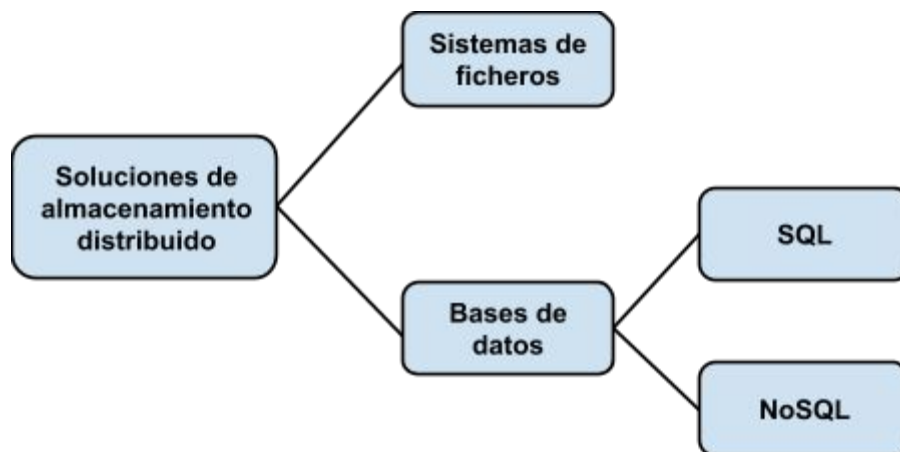 Sistemas de
ficheros
Soluciones de
almacenamiento
distribuido
SQL
Bases de
datos
NoSQL